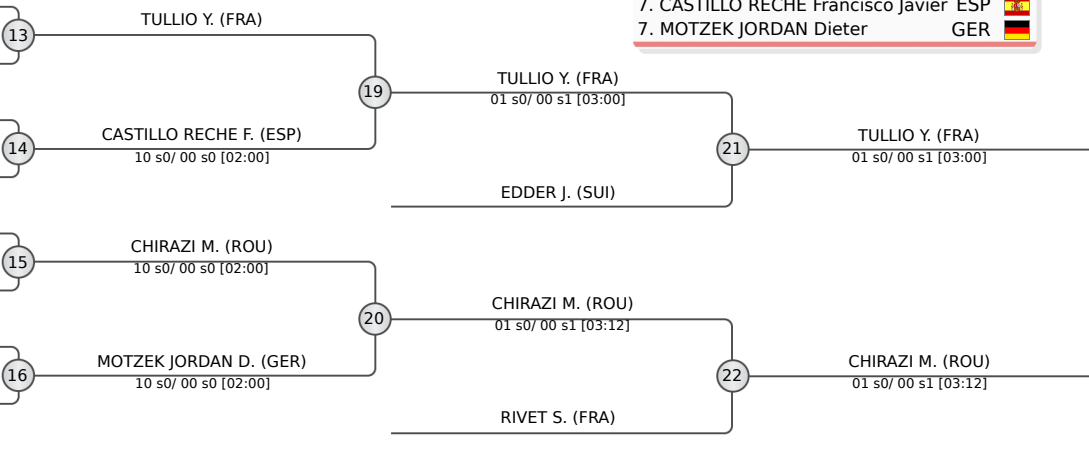 7. CASTILLO RECHE Francisco Javier ESP
7. MOTZEK JORDAN Dieter GER
TULLIO Y. (FRA)
13
TULLIO Y. (FRA)
01 s0/ 00 s1 [03:00]
19
CASTILLO RECHE F. (ESP)
10 s0/ 00 s0 [02:00]
14
TULLIO Y. (FRA)
01 s0/ 00 s1 [03:00]
21
EDDER J. (SUI)
CHIRAZI M. (ROU)
10 s0/ 00 s0 [02:00]
15
CHIRAZI M. (ROU)
01 s0/ 00 s1 [03:12]
20
MOTZEK JORDAN D. (GER)
10 s0/ 00 s0 [02:00]
16
CHIRAZI M. (ROU)
01 s0/ 00 s1 [03:12]
22
RIVET S. (FRA)